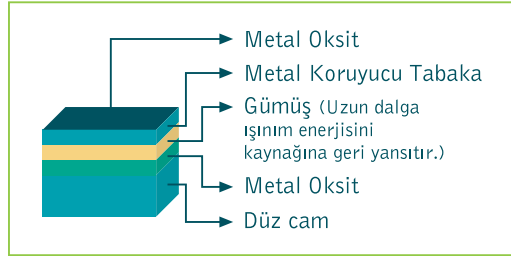 Metal Oksit
Metal Koruyucu Tabaka
Gümüş (Uzun dalga
ışınım enerjisini
kaynağına geri yansıtır.)
Metal Oksit
Düz cam